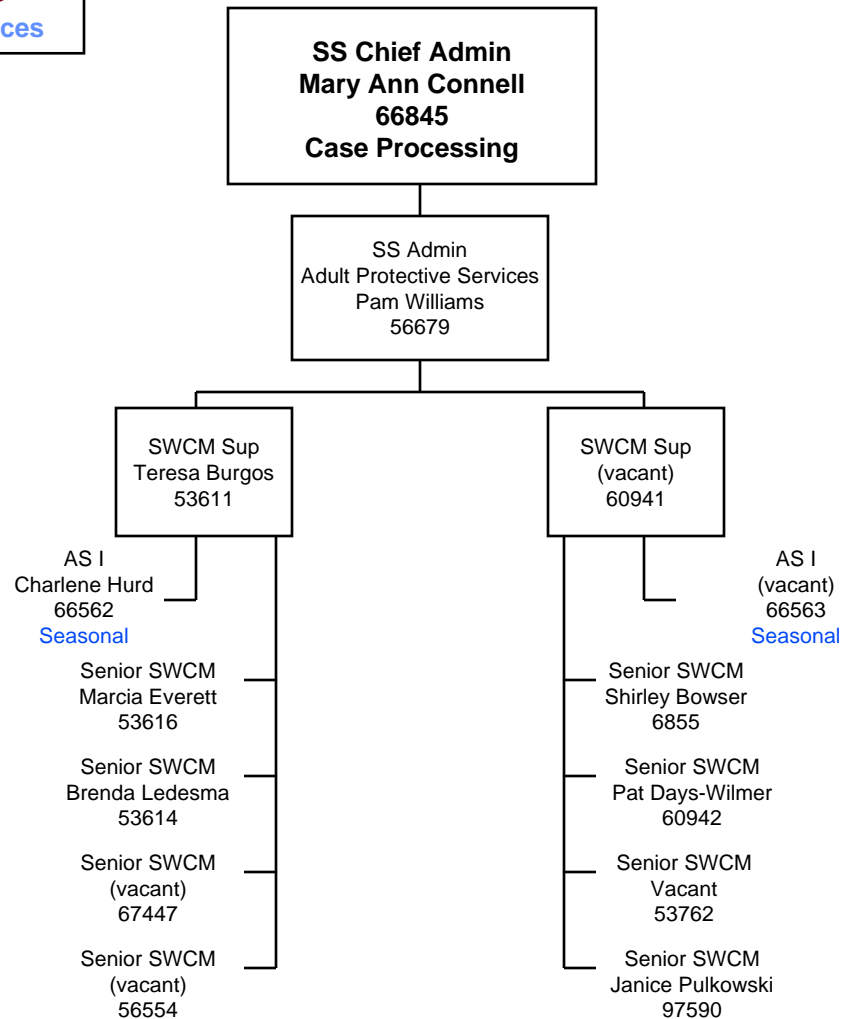 SS Chief Admin
Mary Ann Connell
66845
Case Processing
SS Admin
Adult Protective Services
Pam Williams
56679
SWCM Sup
Teresa Burgos
53611
AS I
Charlene Hurd
66562
Seasonal
Senior SWCM
Marcia Everett
53616
Senior SWCM
Brenda Ledesma
53614
Senior SWCM
(vacant)
67447
Senior SWCM
(vacant)
56554
SWCM Sup
(vacant)
60941
AS I
(vacant)
66563
Seasonal
Senior SWCM
Shirley Bowser
6855
Senior SWCM
Pat Days-Wilmer
60942
Senior SWCM
Vacant
53762
Senior SWCM
Janice Pulkowski
97590